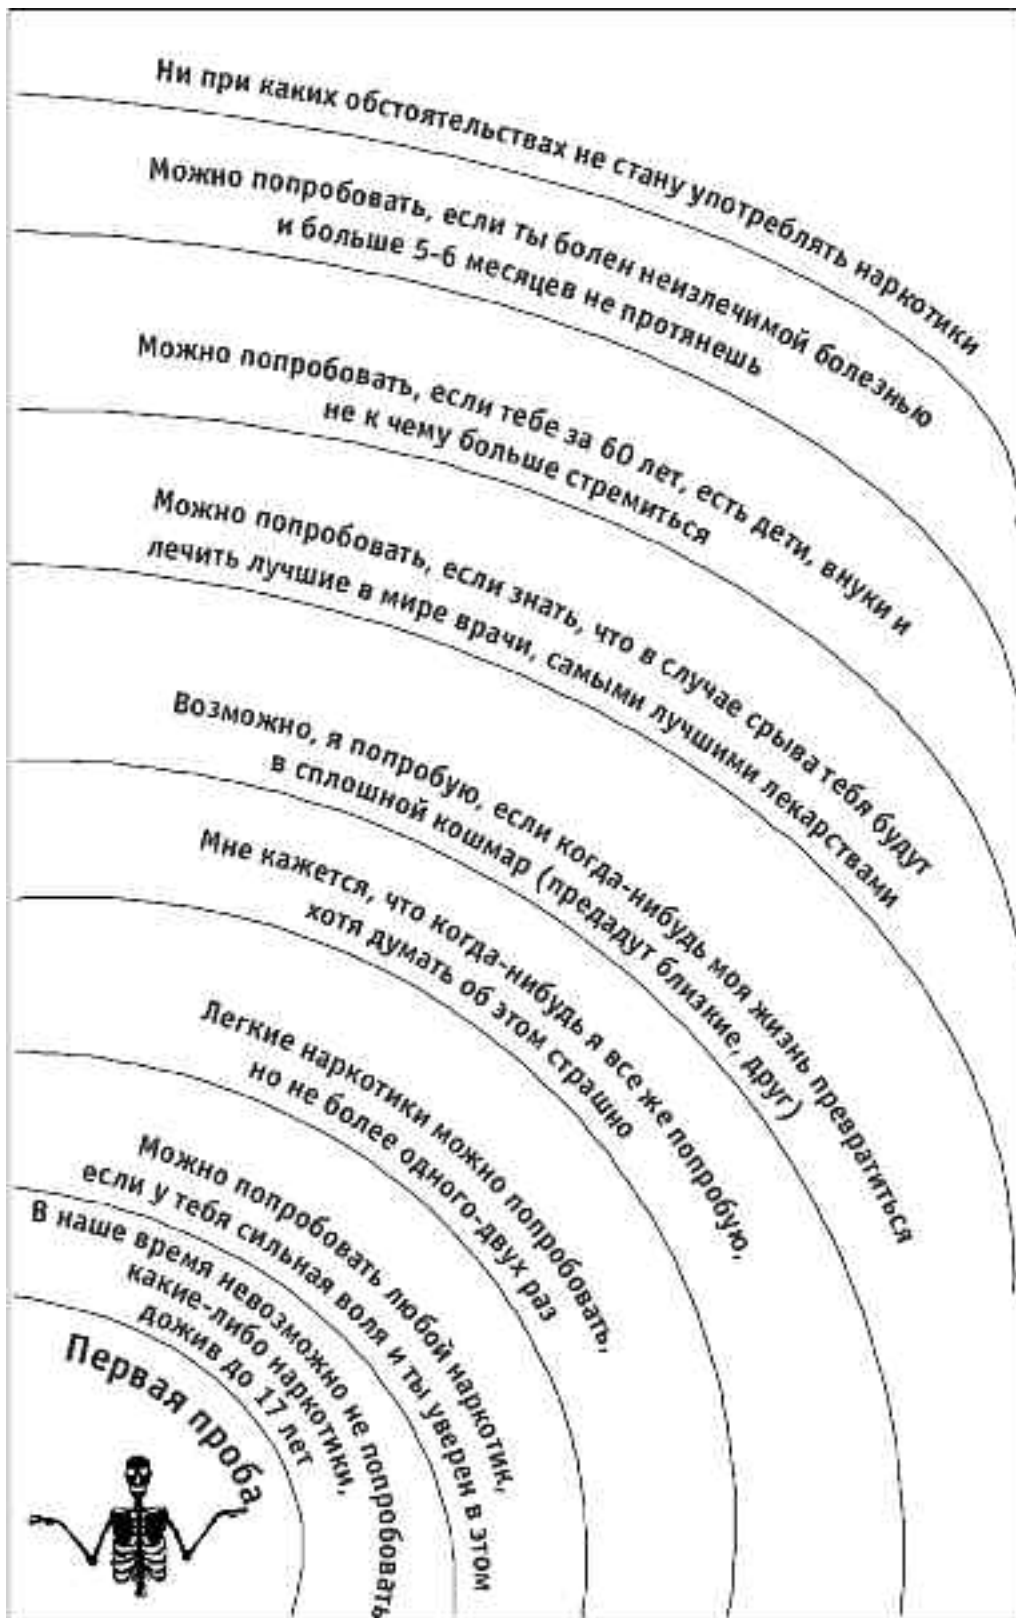 Ни при каких обстоятельствах не стану употреблять наркотики
Можно попробовать, если ты болен неизлечимой болезнью
и больше 5-6 месяцев не протянешь
Можно попробовать, если тебе за 60 лет, есть дети, внуки и
не к чему больше стремиться
Можно попробовать, если знать, что в случае срыва тебя будут
лечить лучшие в мире врачи, самыми лучшими лекарствами
Возможно, я попробую, если когда-нибудь моя жизнь превратиться
в сплошной кошмар (предадут близкие, друг)
Мне кажется, что когда-нибудь я все же попробую,
хотя думать об этом страшно
Легкие наркотики можно попробовать,
но не более одного-двух раз
Можно попробовать любой наркотик,
если у тебя сильная воля и ты уверен в этом
В наше время невозможно не попробовать
какие-либо наркотики,
дожив до 17 лет
Первая проба